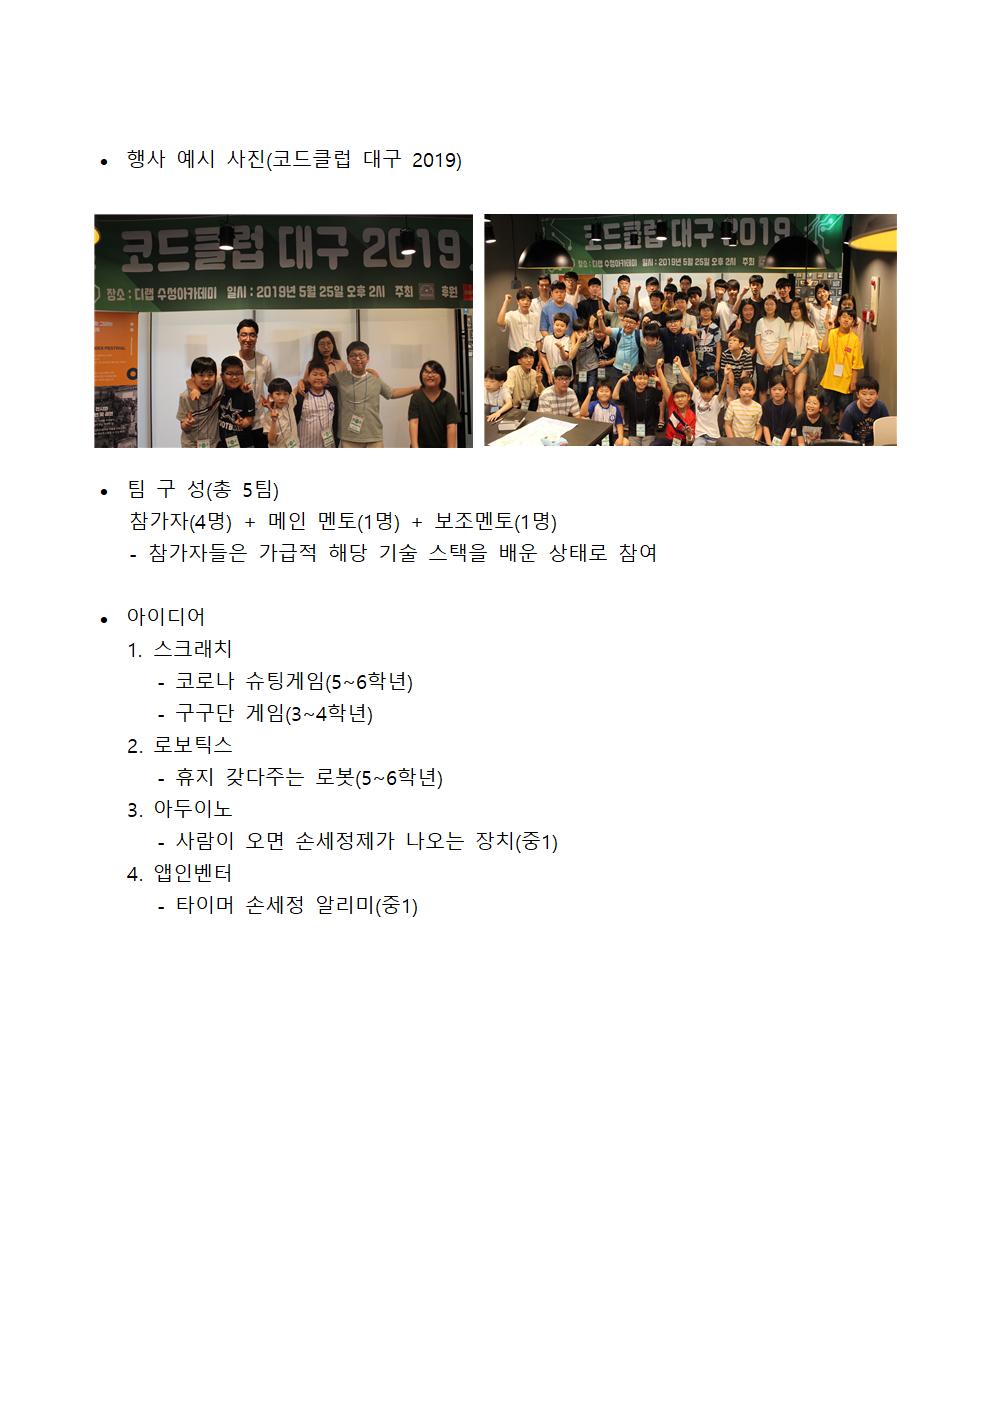 • 행사 예시 사진(코드클럽 대구 2019)
코드클럽 대구 2019
장소 : 디랩 수성아카데미 일시 : 2019년 5월 25일 오후 2시 주최 후원
코드클럽 대구 2019
장소 : 디랩 수성아카데미 일시 : 2019년 5월 25일 오후 2시 주최
• 팀 구 성(총 5팀)
참가자(4명) + 메인 멘토(1명) + 보조멘토(1명)
- 참가자들은 가급적 해당 기술 스택을 배운 상태로 참여
• 아이디어
1. 스크래치
- 코로나 슈팅게임(5~6학년)
- 구구단 게임(3~4학년)
2. 로보틱스
- 휴지 갖다주는 로봇(5~6학년)
3. 아두이노
- 사람이 오면 손세정제가 나오는 장치(중1)
4. 앱인벤터
- 타이머 손세정 알리미(중1)